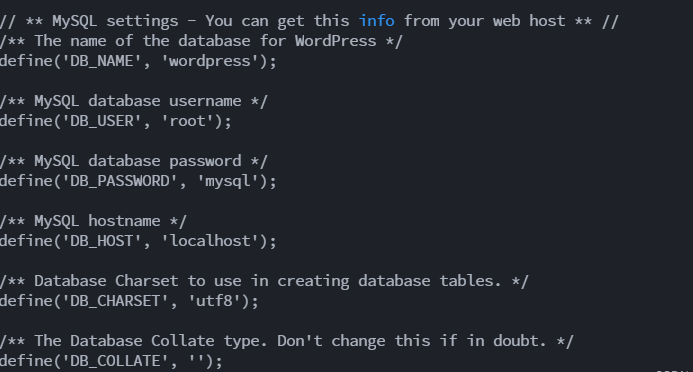 // ** MySQL settings - You can get this info from your web host ** //
/** The name of the database for WordPress */
define('DB_NAME', 'wordpress');
/** MySQL database username */
define('DB_USER', 'root');
/** MySQL database password */
define('DB_PASSWORD', 'mysql');
/** MySQL hostname */
define('DB_HOST', 'localhost');
/** Database Charset to use in creating database tables. */
define('DB_CHARSET', 'utf8');
/** The Database Collate type. Don't change this if in doubt. */
define('DB_COLLATE', '');